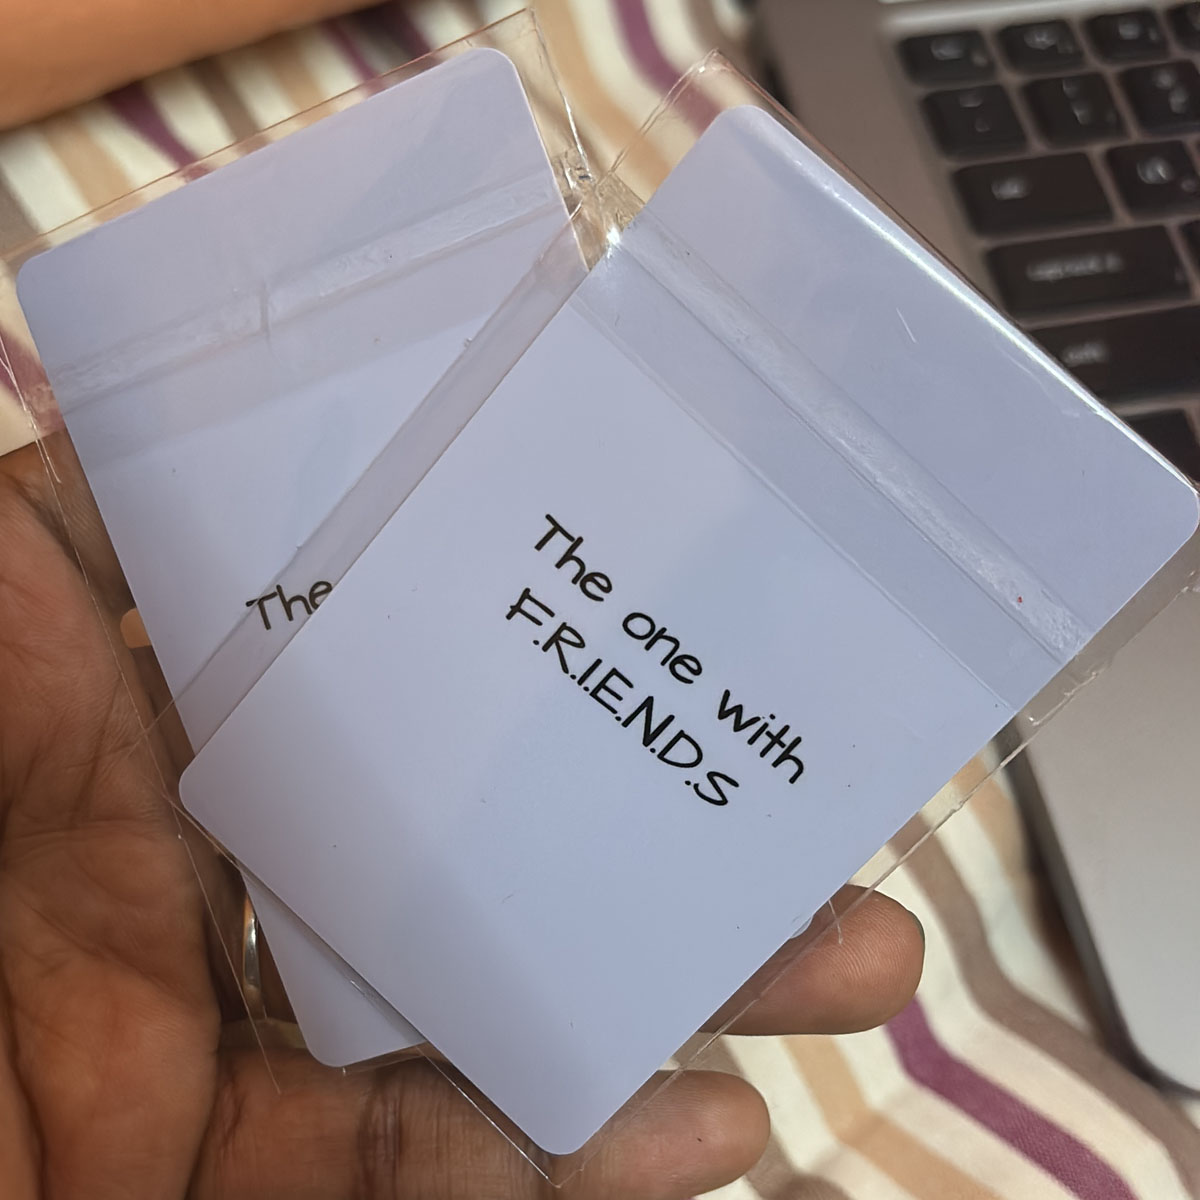 The
The one with
F.R.I.E.N.D.S